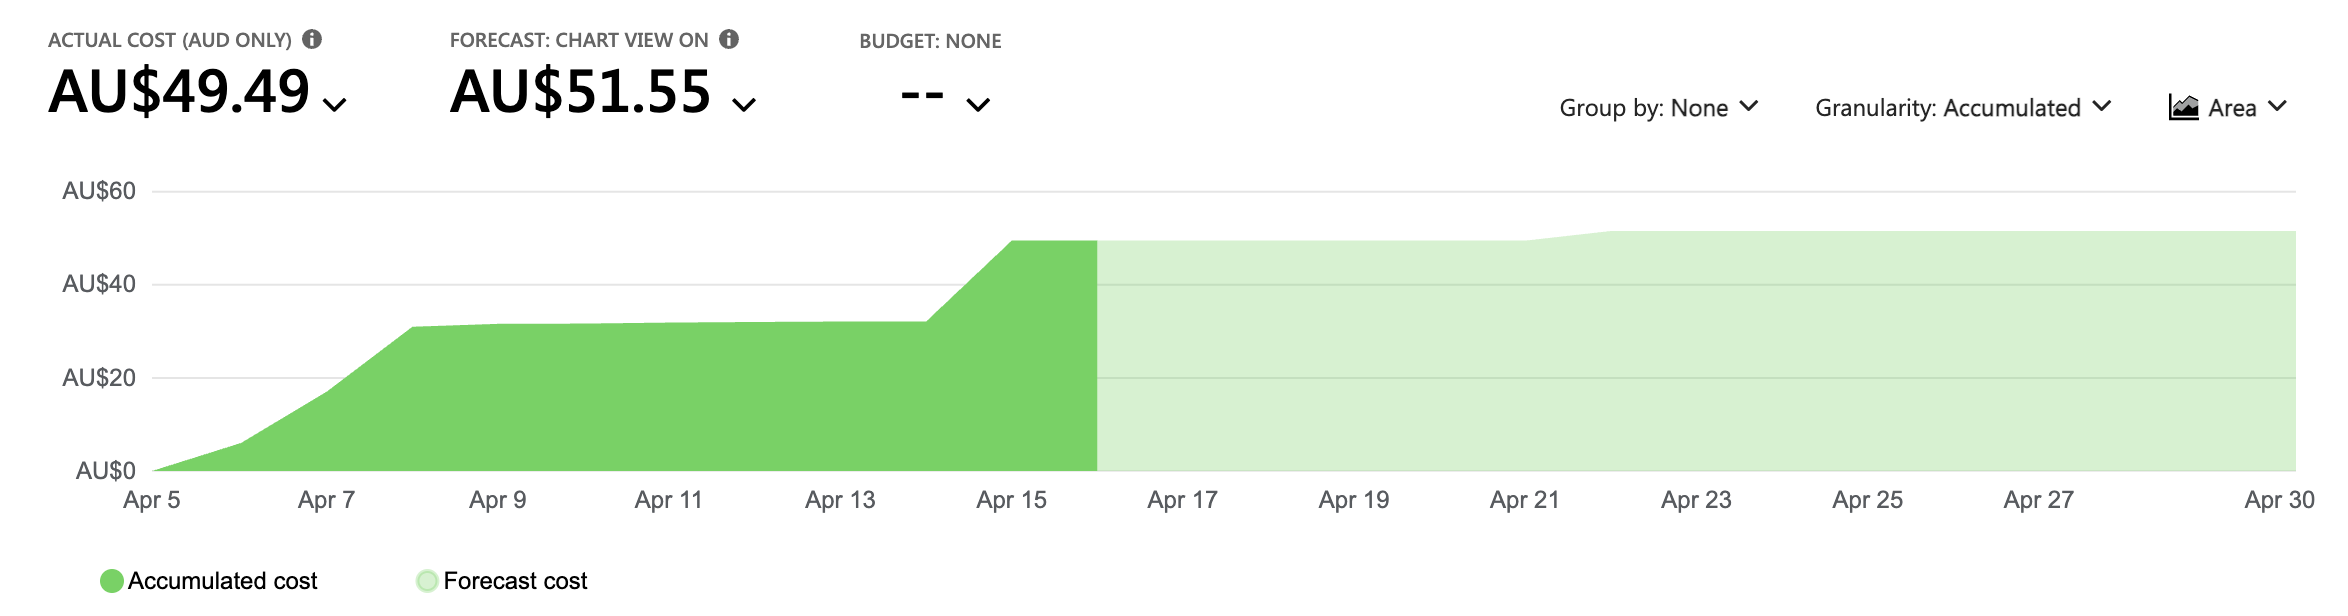 ACTUAL COST (AUD ONLY)
FORECAST: CHART VIEW ON
BUDGET: NONE
AU$49.49
AU$51.55
--
Group by: None
Granularity: Accumulated
Area
AU$60
AU$40
AU$20
AU$0
Apr 5 Apr 7 Apr 9 Apr 11 Apr 13 Apr 15 Apr 17 Apr 19 Apr 21 Apr 23 Apr 25 Apr 27 Apr 30
Accumulated cost
Forecast cost